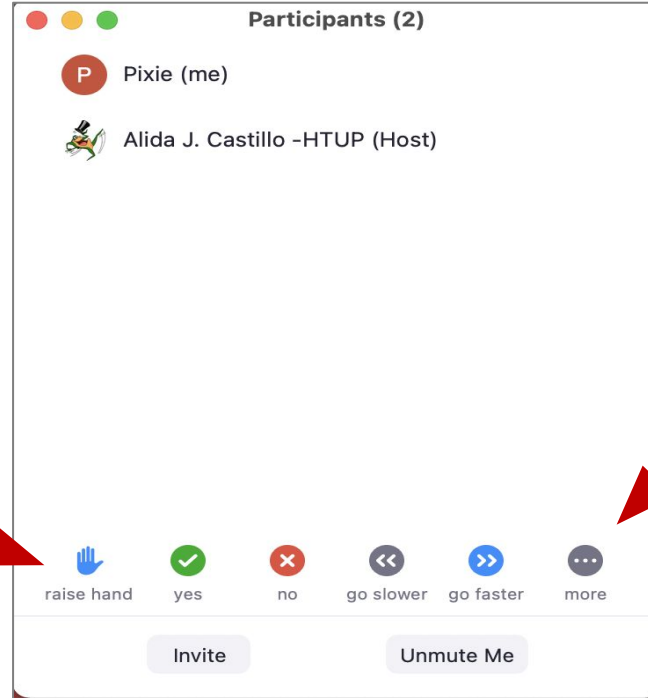 Participants (2)
P Pixie (me)
Alida J. Castillo -HTUP (Host)
raise hand yes no go slower go faster more
Invite Unmute Me